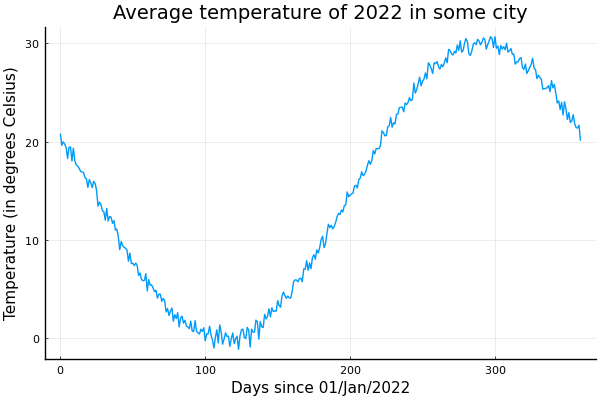 Average temperature of 2022 in some city
Temperature (in degrees Celsius)
30
20
10
0
0 100 200 300
Days since 01/Jan/2022